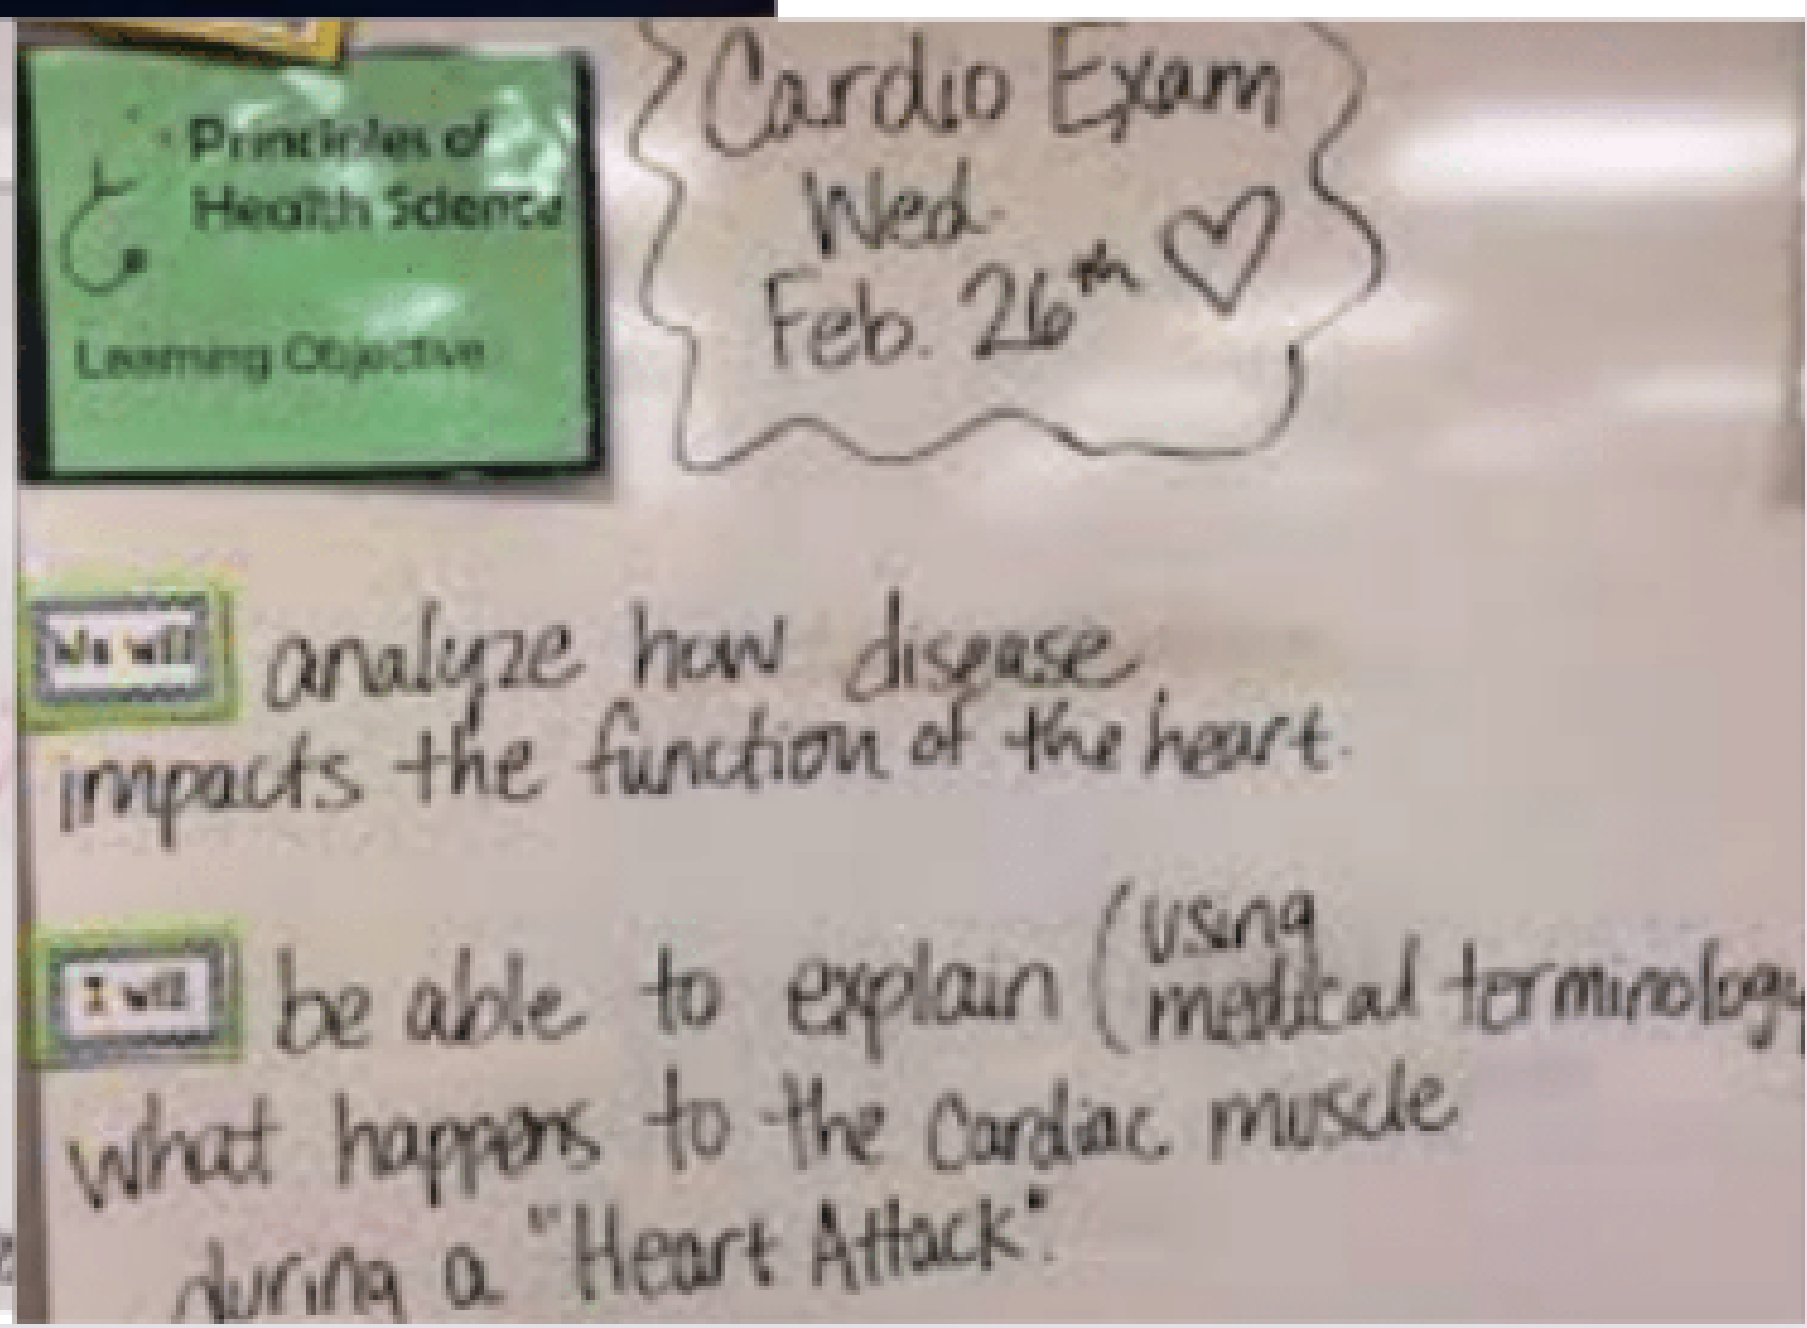 Principles of
Health Science
Learning Objective
Cardio Exam
Wed.
Feb. 26th
We will analyze how disease
impacts the function of the heart.
I will be able to explain (using
medical terminology
what happens to the cardiac muscle
during a "Heart Attack".